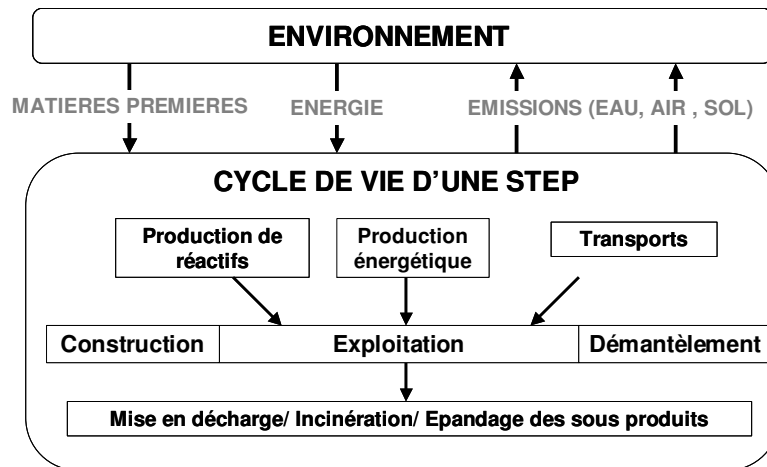 ENVIRONNEMENT
MATIERES PREMIERES
ENERGIE
EMISSIONS (EAU, AIR , SOL)
CYCLE DE VIE D'UNE STEP
Production de
réactifs
Production
énergétique
Transports
Construction
Exploitation
Démantèlement
Mise en décharge/ Incinération/ Epandage des sous produits